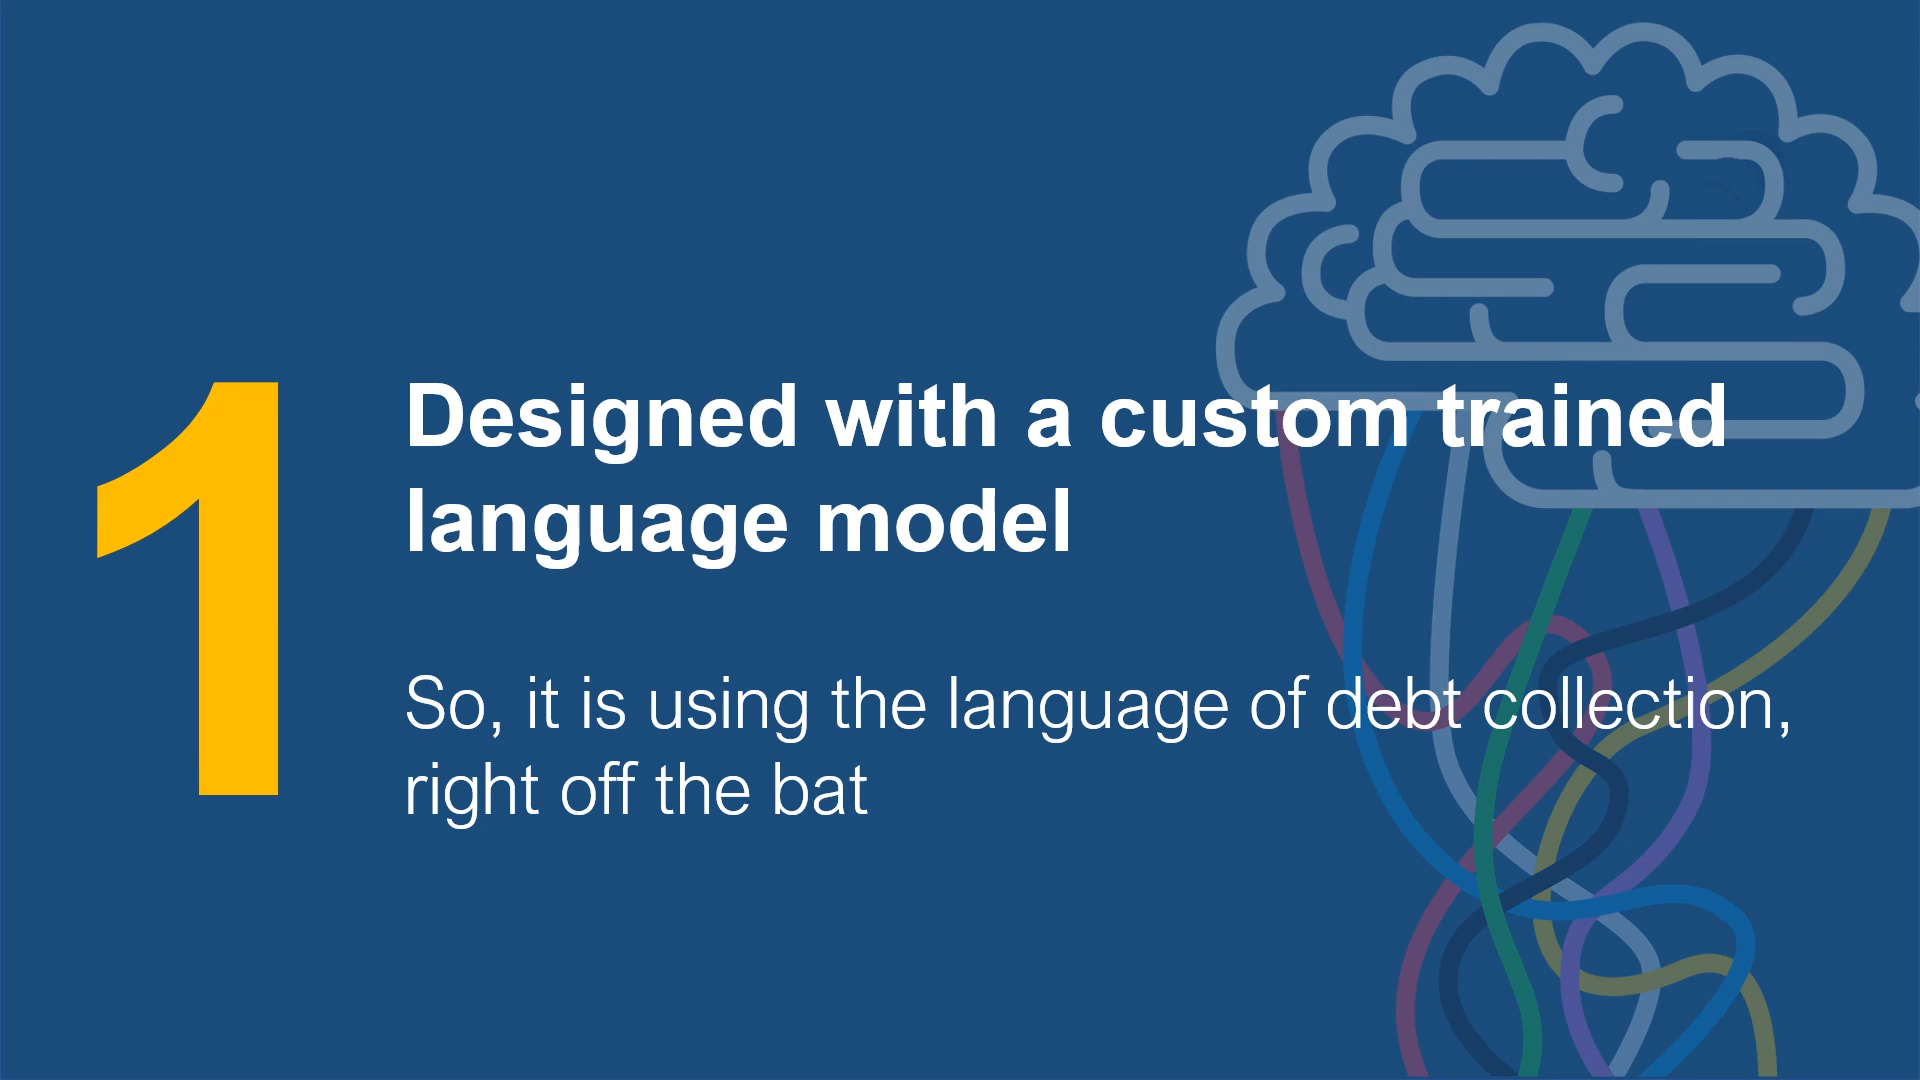 1
Designed with a custom trained
language model
So, it is using the language of debt collection,
right off the bat